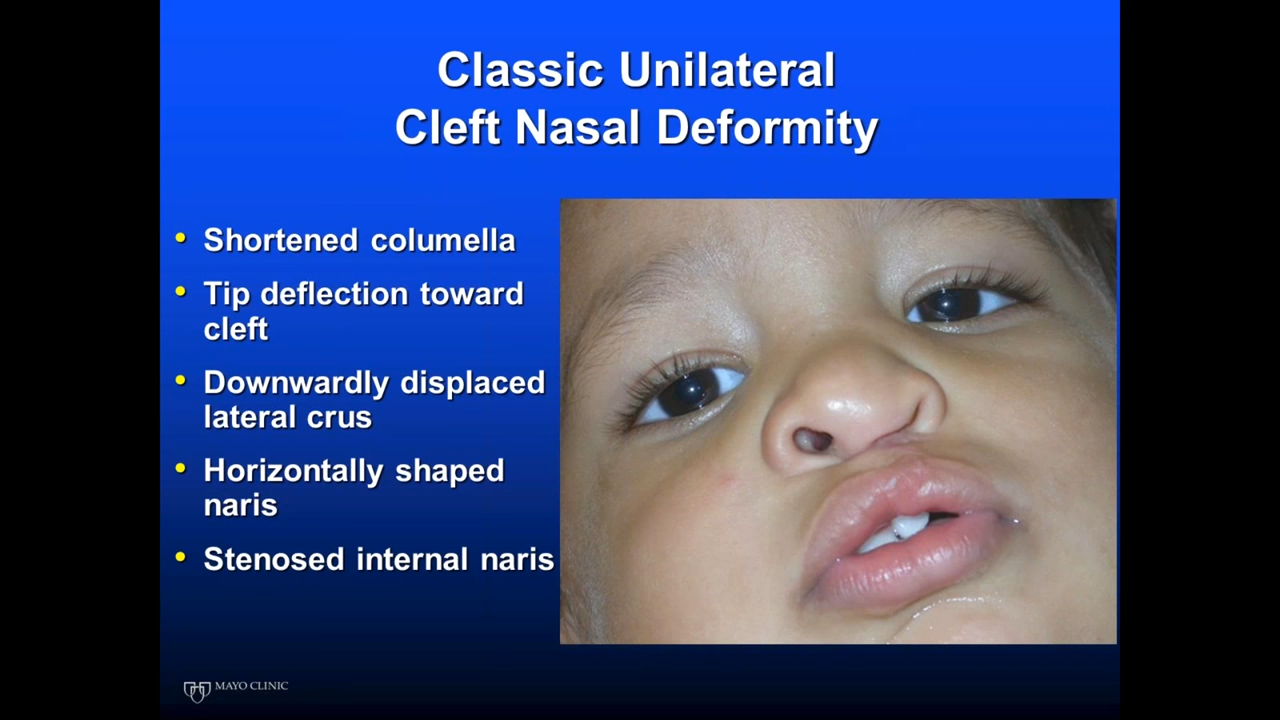 Classic Unilateral
Cleft Nasal Deformity
• Shortened columella
• Tip deflection toward
cleft
• Downwardly displaced
lateral crus
• Horizontally shaped
naris
• Stenosed internal naris
MAYO CLINIC